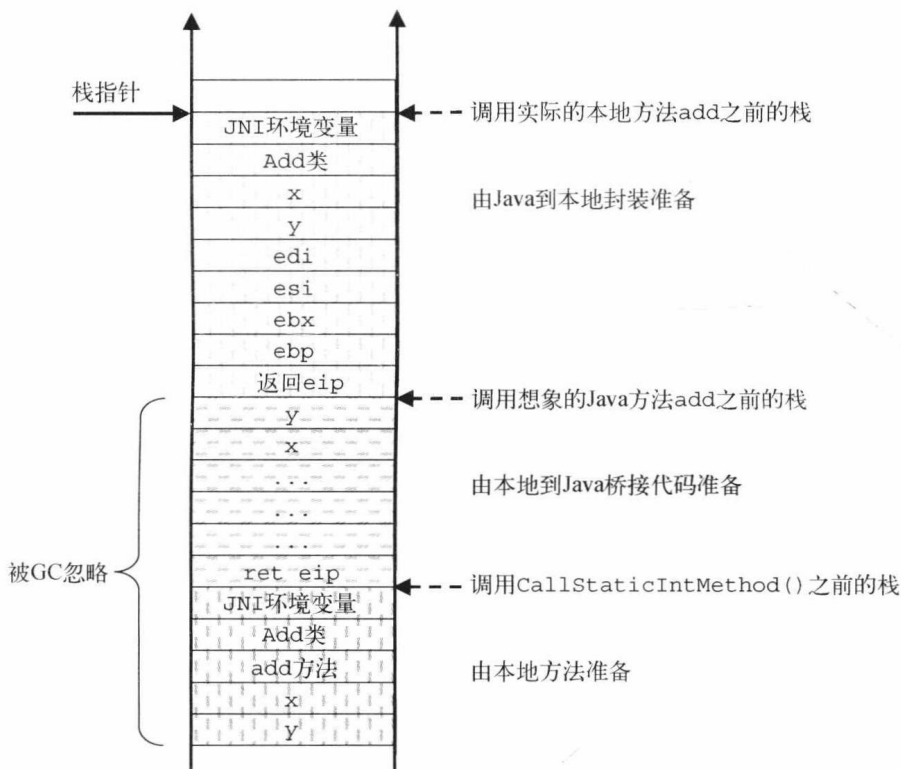 栈指针
调用实际的本地方法add之前的栈
JNI环境变量
Add类
x
由Java到本地封装准备
y
edi
esi
ebx
ebp
返回eip
调用想象的Java方法add之前的栈
y
x
...
由本地到Java桥接代码准备
...
...
被GC忽略
ret eip
调用CallStaticIntMethod()之前的栈
JNI环境变量
Add类
add方法
由本地方法准备
x
y